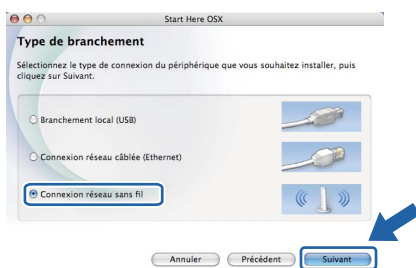 Start Here OSX
Type de branchement
Sélectionnez le type de connexion du périphérique que vous souhaitez installer, puis
cliquez sur Suivant.
Branchement local (USB)
Connexion réseau câblée (Ethernet)
Connexion réseau sans fil
Annuler Précédent Suivant